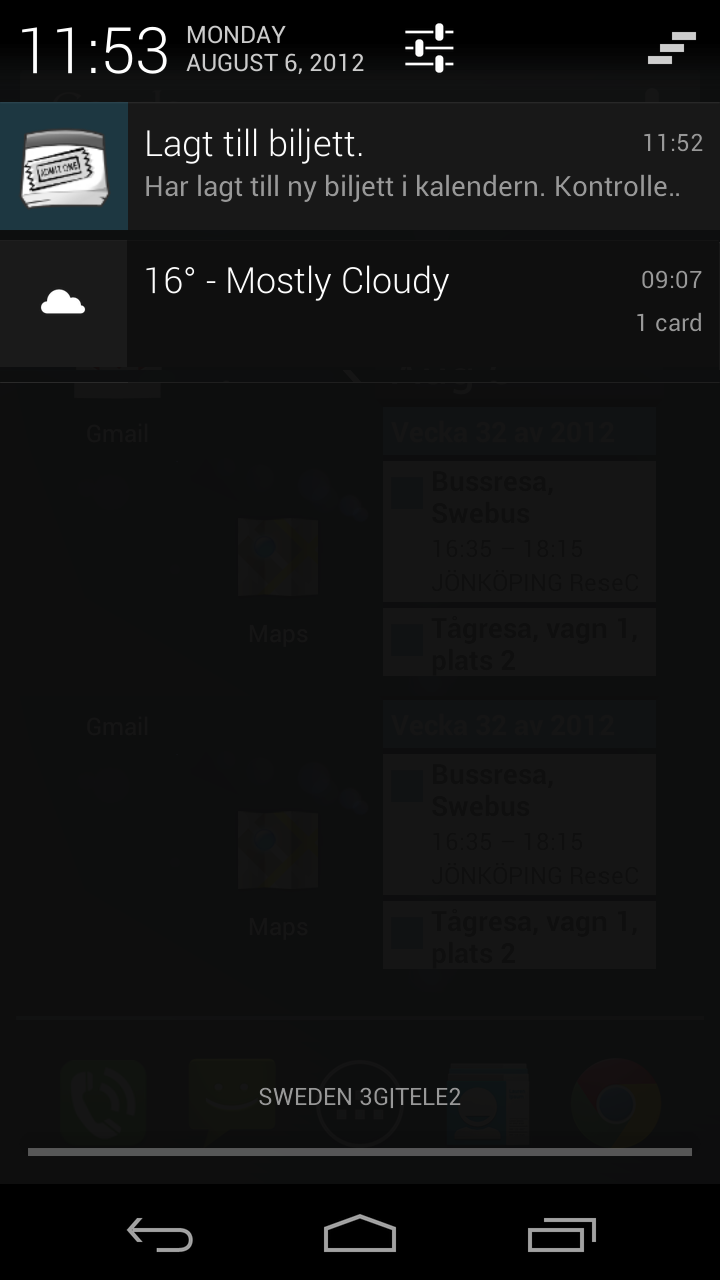 11:53
MONDAY
AUGUST 6, 2012
Lagt till biljett.
11:52
Har lagt till ny biljett i kalendern. Kontrolle..
ADMIT ONE
16° - Mostly Cloudy
09:07
1 card
Gmail
Vecka 32 av 2012
Bussresa,
Swebus
16:35 – 18:15
JÖNKÖPING ReseC
Maps
Tågresa, vagn 1,
plats 2
Gmail
Vecka 32 av 2012
Bussresa,
Swebus
16:35 – 18:15
JÖNKÖPING ReseC
Maps
Tågresa, vagn 1,
plats 2
SWEDEN 3G|TELE2